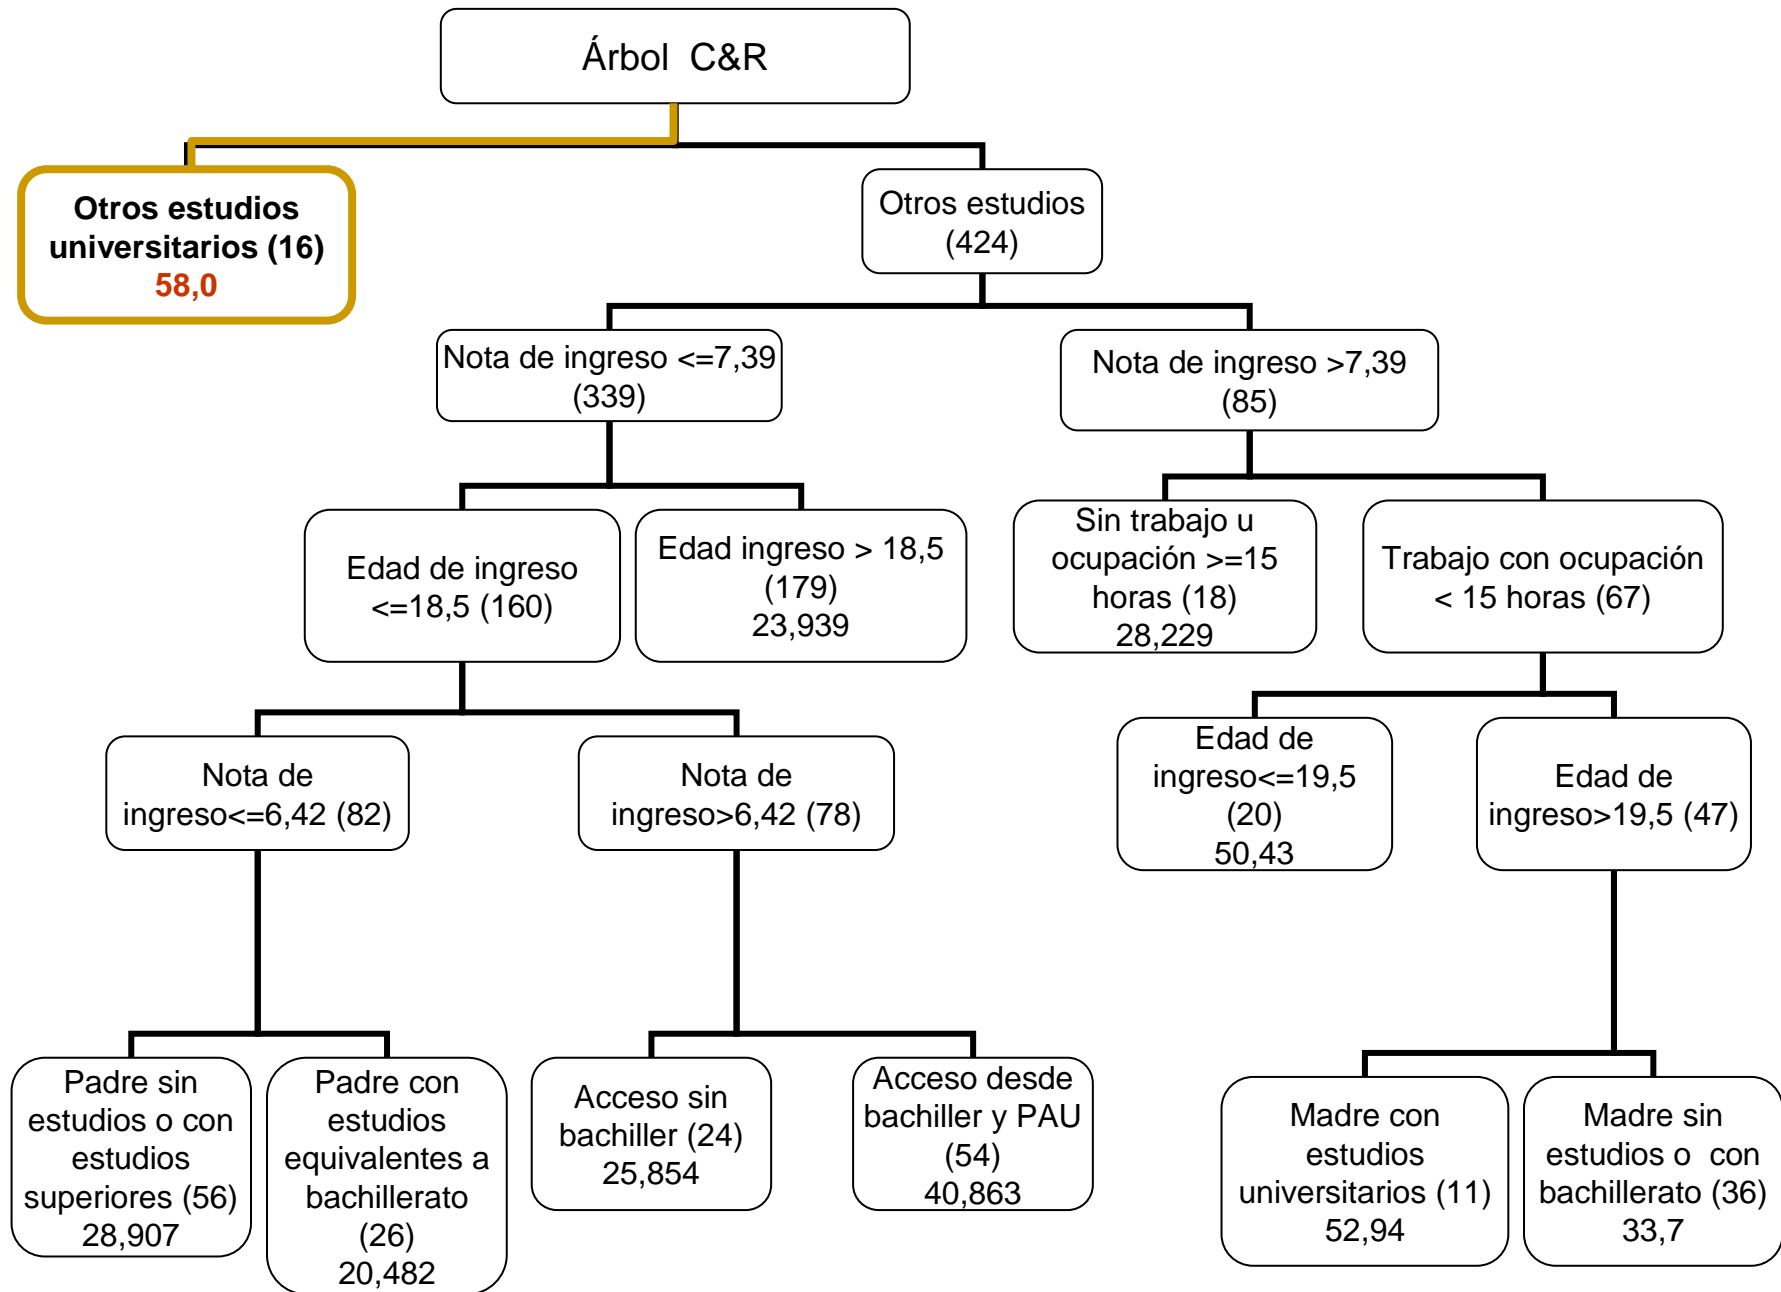 Árbol  C&R
Otros estudios
universitarios (16)
58,0
Otros estudios
(424)
Nota de ingreso <=7,39
(339)
Nota de ingreso >7,39
(85)
Edad de ingreso
<=18,5 (160)
Edad ingreso > 18,5
(179)
23,939
Sin trabajo u
ocupación >=15
horas (18)
28,229
Trabajo con ocupación
< 15 horas (67)
Nota de
ingreso<=6,42 (82)
Nota de
ingreso>6,42 (78)
Edad de
ingreso<=19,5
(20)
50,43
Edad de
ingreso>19,5 (47)
Padre sin
estudios o con
estudios
superiores (56)
28,907
Padre con
estudios
equivalentes a
bachillerato
(26)
20,482
Acceso sin
bachiller (24)
25,854
Acceso desde
bachiller y PAU
(54)
40,863
Madre con
estudios
universitarios (11)
52,94
Madre sin
estudios o  con
bachillerato (36)
33,7